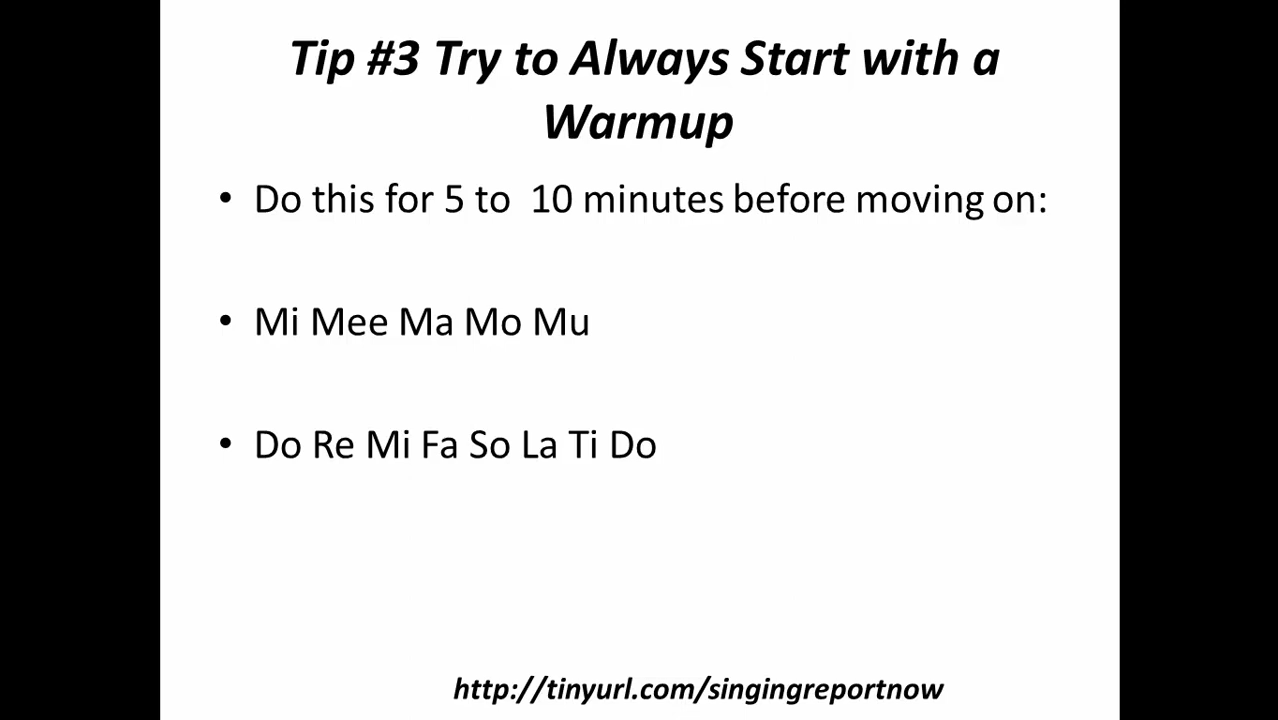 Tip #3 Try to Always Start with a
Warmup
• Do this for 5 to  10 minutes before moving on:
• Mi Mee Ma Mo Mu
• Do Re Mi Fa So La Ti Do
http://tinyurl.com/singingreportnow